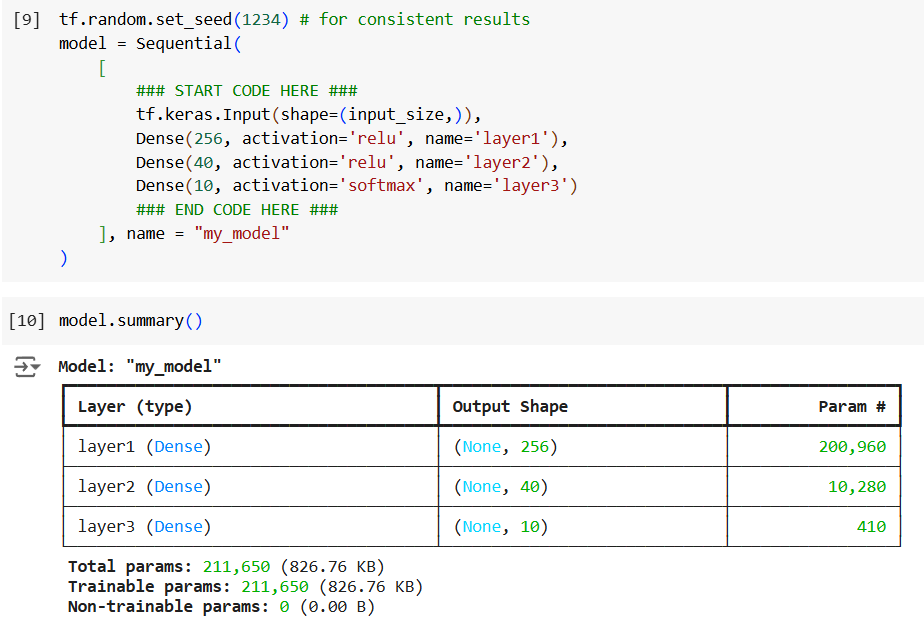 [9] tf.random.set_seed(1234) # for consistent results
model = Sequential(
[
### START CODE HERE ###
tf.keras.Input(shape=(input_size,)),
Dense(256, activation='relu', name='layer1'),
Dense(40, activation='relu', name='layer2'),
Dense(10, activation='softmax', name='layer3')
### END CODE HERE ###
], name = "my_model"
)
[10] model.summary()
Model: "my_model"
Layer (type) Output Shape Param #
layer1 (Dense) (None, 256) 200,960
layer2 (Dense) (None, 40) 10,280
layer3 (Dense) (None, 10) 410
Total params: 211,650 (826.76 KB)
Trainable params: 211,650 (826.76 KB)
Non-trainable params: 0 (0.00 B)